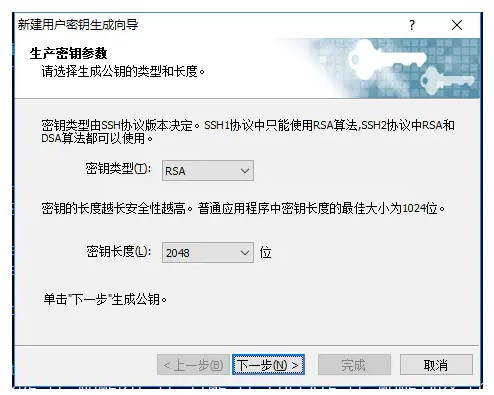 新建用户密钥生成向导
生产密钥参数
请选择生成公钥的类型和长度。
密钥类型由SSH协议版本决定。SSH1协议中只能使用RSA算法,SSH2协议中RSA和
DSA算法都可以使用。
密钥类型(T): RSA
密钥的长度越长安全性越高。普通应用程序中密钥长度的最佳大小为1024位。
密钥长度(L): 2048 位
单击"下一步"生成公钥。
<上一步(B) 下一步(N) > 完成 取消